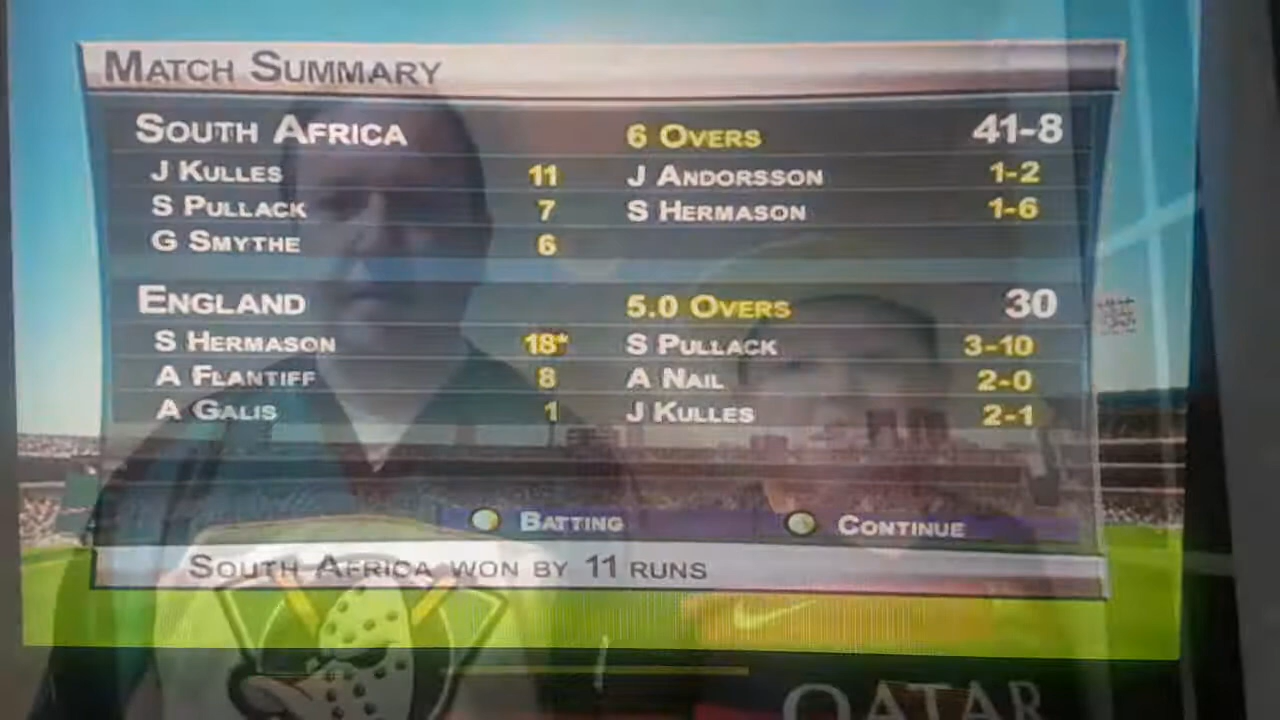 MATCH SUMMARY
SOUTH AFRICA 6 OVERS 41-8
J KULLES 11 J ANDORSSON 1-2
S PULLACK 7 S HERMASON 1-6
G SMYTHE 6
ENGLAND 5.0 OVERS 30
S HERMASON 18* S PULLACK 3-10
A FLANTIFF 8 A NAIL 2-0
A GALIS 1 J KULLES 2-1
BATTING CONTINUE
SOUTH AFRICA WON BY 11 RUNS
QATAR